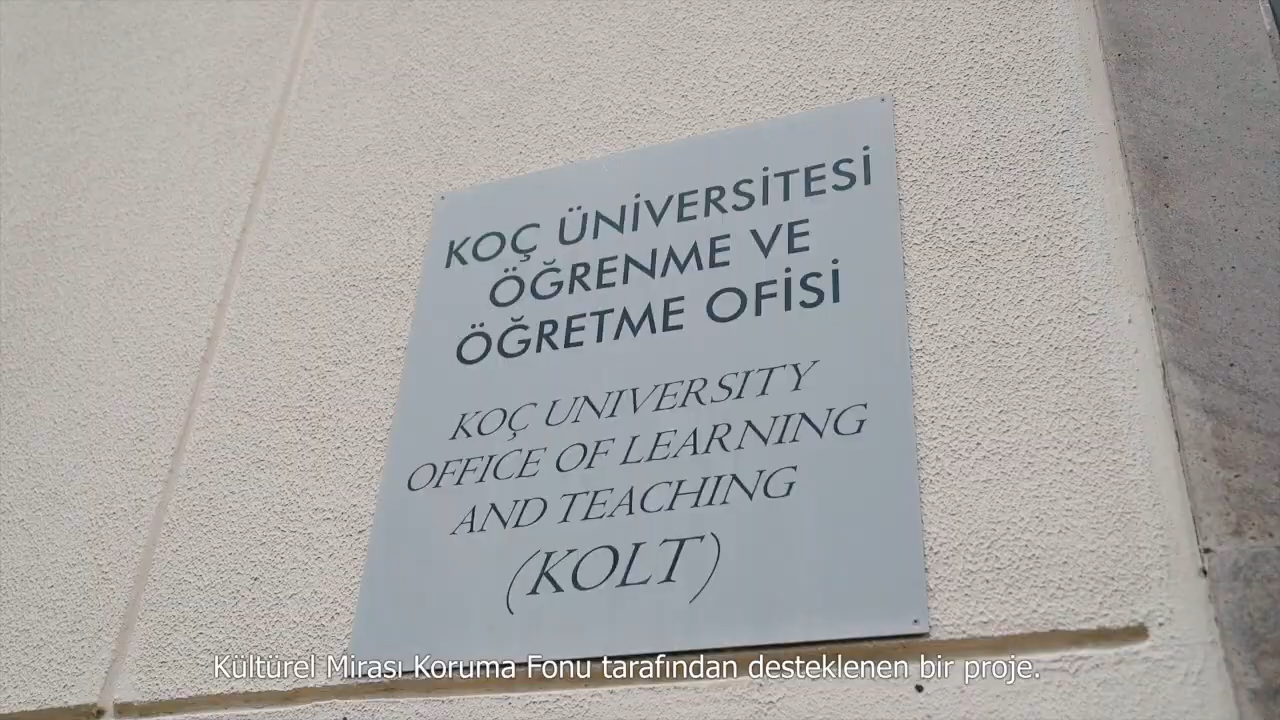 KOÇ ÜNİVERSİTESİ
ÖĞRENME VE
ÖĞRETME OFİSİ
KOÇ UNIVERSITY
OFFICE OF LEARNING
AND TEACHING
(KOLT)
Kültürel Mirası Koruma Fonu tarafından desteklenen bir proje.